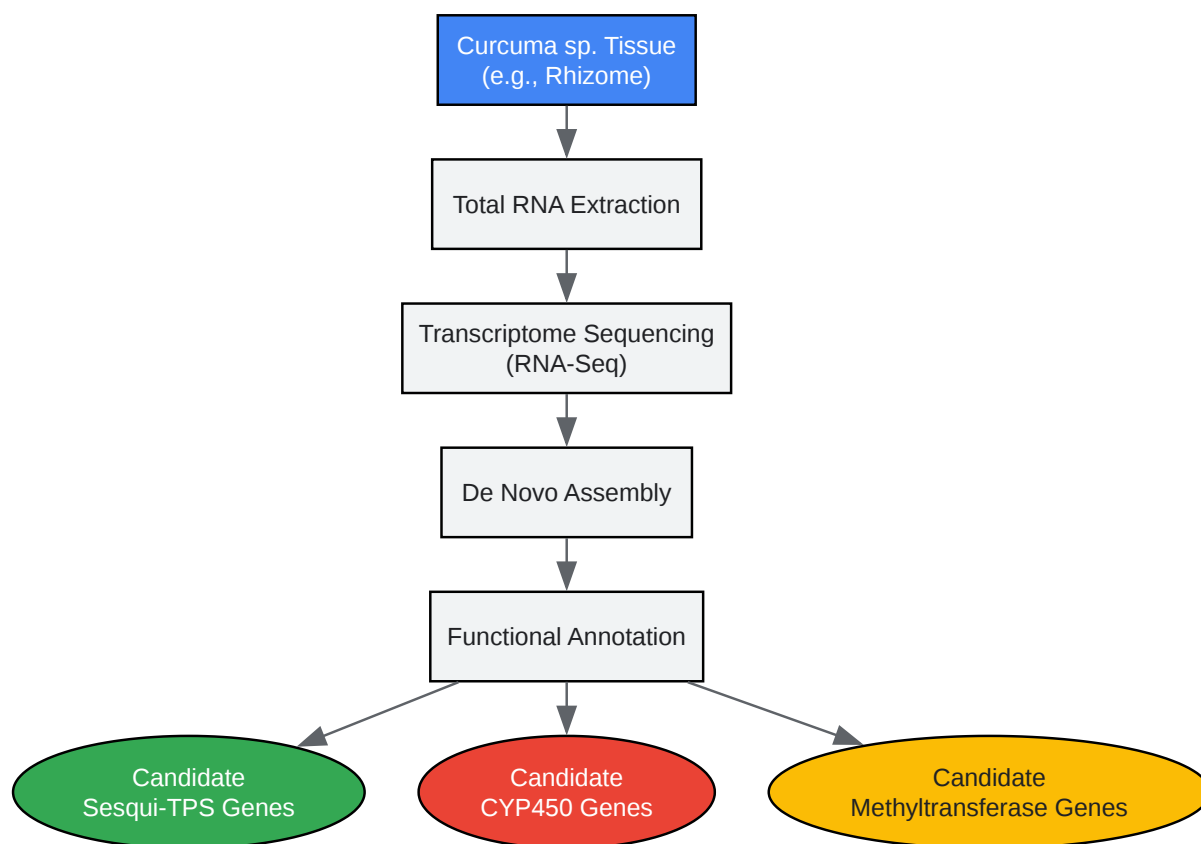 Curcuma sp. Tissue
(e.g., Rhizome)
Total RNA Extraction
Transcriptome Sequencing
(RNA-Seq)
De Novo Assembly
Functional Annotation
Candidate
Sesqui-TPS Genes
Candidate
CYP450 Genes
Candidate
Methyltransferase Genes